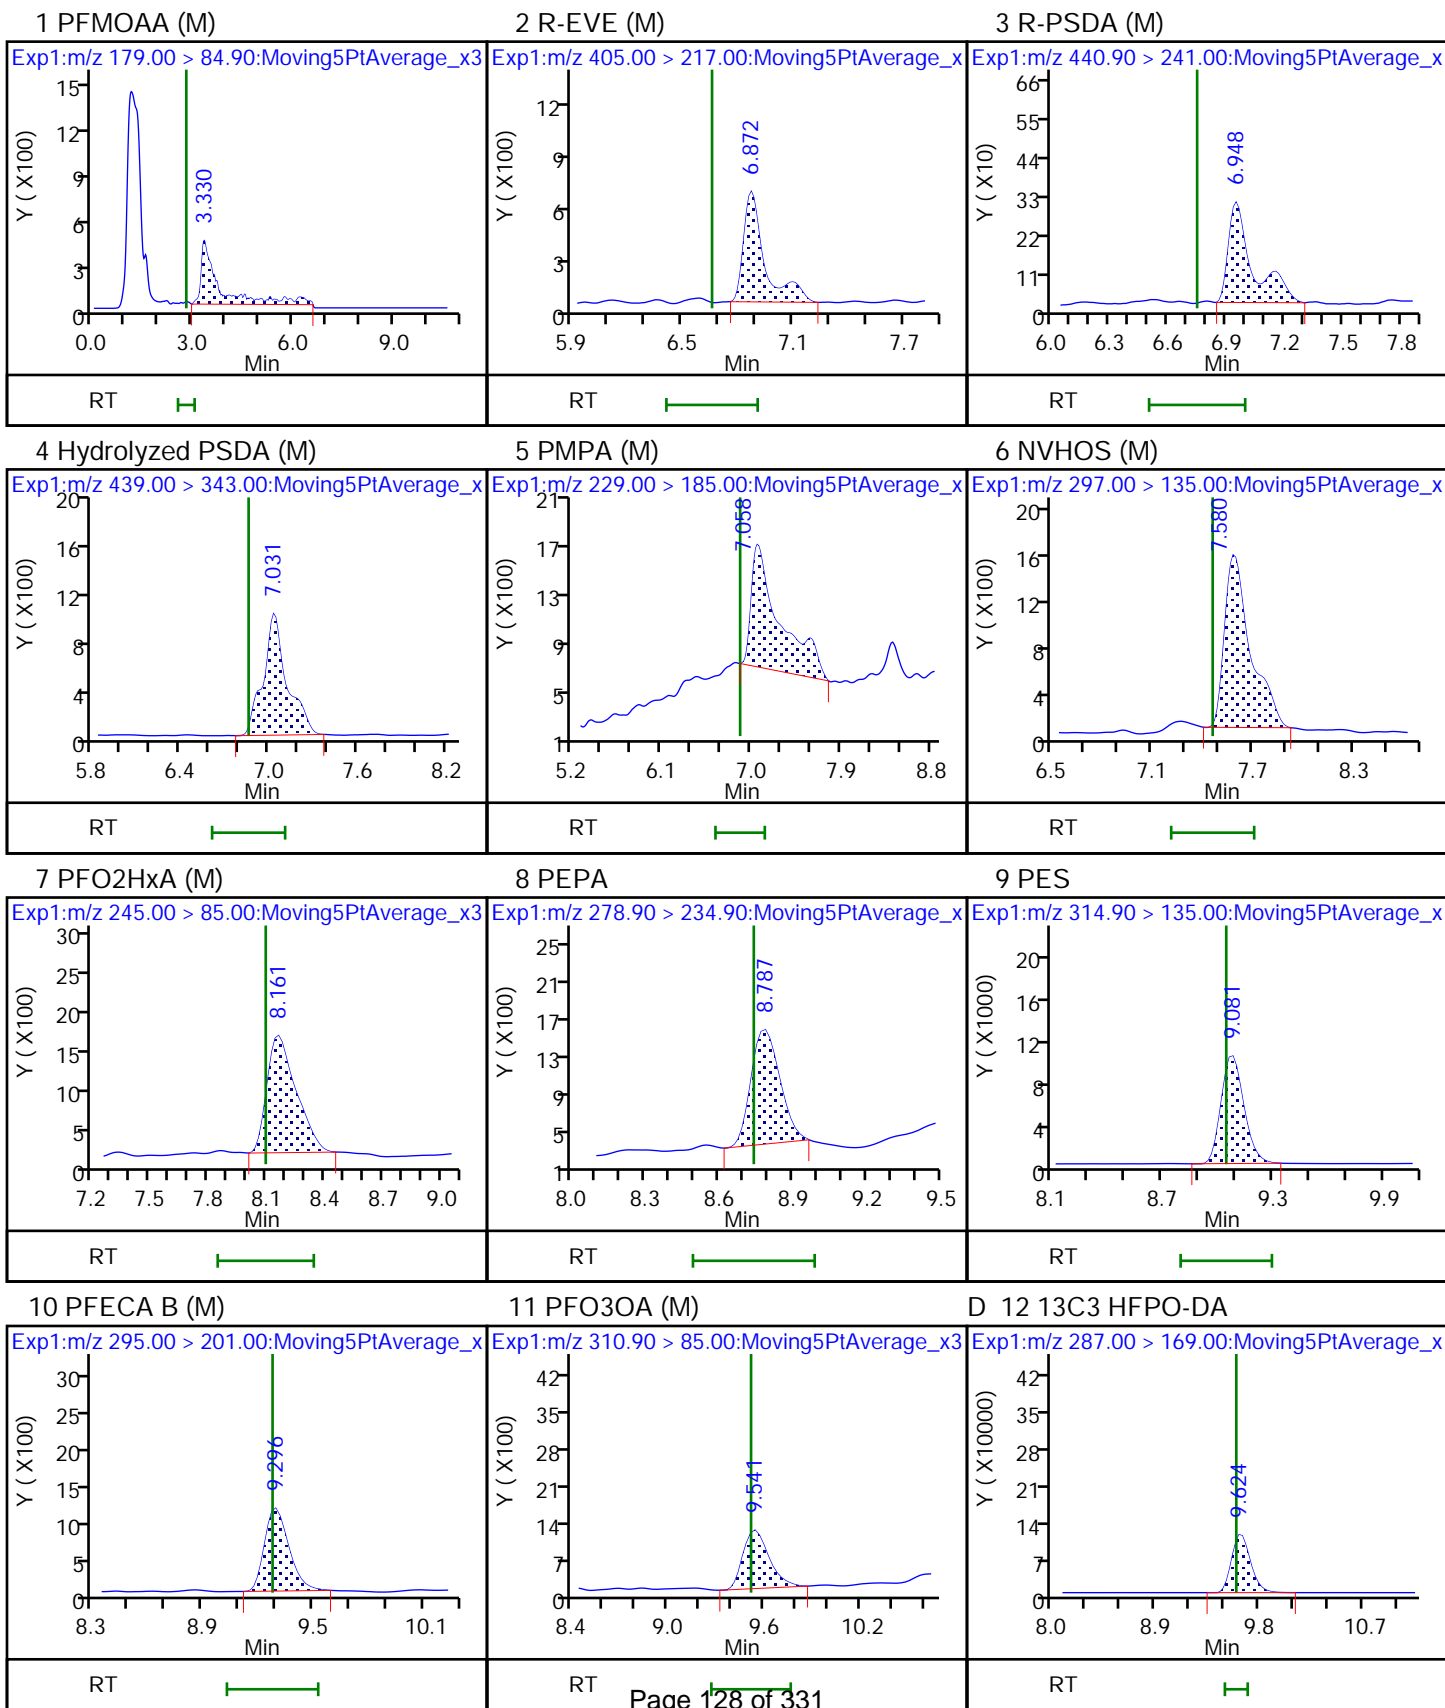 1 PFMOAA (M)
2 R-EVE (M)
3 R-PSDA (M)
Exp1:m/z 179.00 > 84.90:Moving5PtAverage_x3
Exp1:m/z 405.00 > 217.00:Moving5PtAverage_x
Exp1:m/z 440.90 > 241.00:Moving5PtAverage_x
Y ( X100)
15
12
9
6
3
0
3.330
0.0 3.0 6.0 9.0
Min
RT
Y ( X100)
12
9
6
3
0
6.872
5.9 6.5 7.1 7.7
Min
RT
Y ( X10)
66
55
44
33
22
11
0
6.948
6.0 6.3 6.6 6.9 7.2 7.5 7.8
Min
RT
4 Hydrolyzed PSDA (M)
5 PMPA (M)
6 NVHOS (M)
Exp1:m/z 439.00 > 343.00:Moving5PtAverage_x
Exp1:m/z 229.00 > 185.00:Moving5PtAverage_x
Exp1:m/z 297.00 > 135.00:Moving5PtAverage_x
Y ( X100)
20
16
12
8
4
0
7.031
5.8 6.4 7.0 7.6 8.2
Min
RT
Y ( X100)
21
17
13
9
5
1
7.058
5.2 6.1 7.0 7.9 8.8
Min
RT
Y ( X100)
20
16
12
8
4
0
7.580
6.5 7.1 7.7 8.3
Min
RT
7 PFO2HxA (M)
8 PEPA
9 PES
Exp1:m/z 245.00 > 85.00:Moving5PtAverage_x3
Exp1:m/z 278.90 > 234.90:Moving5PtAverage_x
Exp1:m/z 314.90 > 135.00:Moving5PtAverage_x
Y ( X100)
30
25
20
15
10
5
0
8.161
7.2 7.5 7.8 8.1 8.4 8.7 9.0
Min
RT
Y ( X100)
25
21
17
13
9
5
1
8.787
8.0 8.3 8.6 8.9 9.2 9.5
Min
RT
Y ( X1000)
20
16
12
8
4
0
9.081
8.1 8.7 9.3 9.9
Min
RT
10 PFECA B (M)
11 PFO3OA (M)
D 12 13C3 HFPO-DA
Exp1:m/z 295.00 > 201.00:Moving5PtAverage_x
Exp1:m/z 310.90 > 85.00:Moving5PtAverage_x3
Exp1:m/z 287.00 > 169.00:Moving5PtAverage_x
Y ( X100)
30
25
20
15
10
5
0
9.296
8.3 8.9 9.5 10.1
Min
RT
Y ( X100)
42
35
28
21
14
7
0
9.541
8.4 9.0 9.6 10.2
Min
RT
Y ( X10000)
42
35
28
21
14
7
0
9.624
8.0 8.9 9.8 10.7
Min
RT
Page 128 of 331